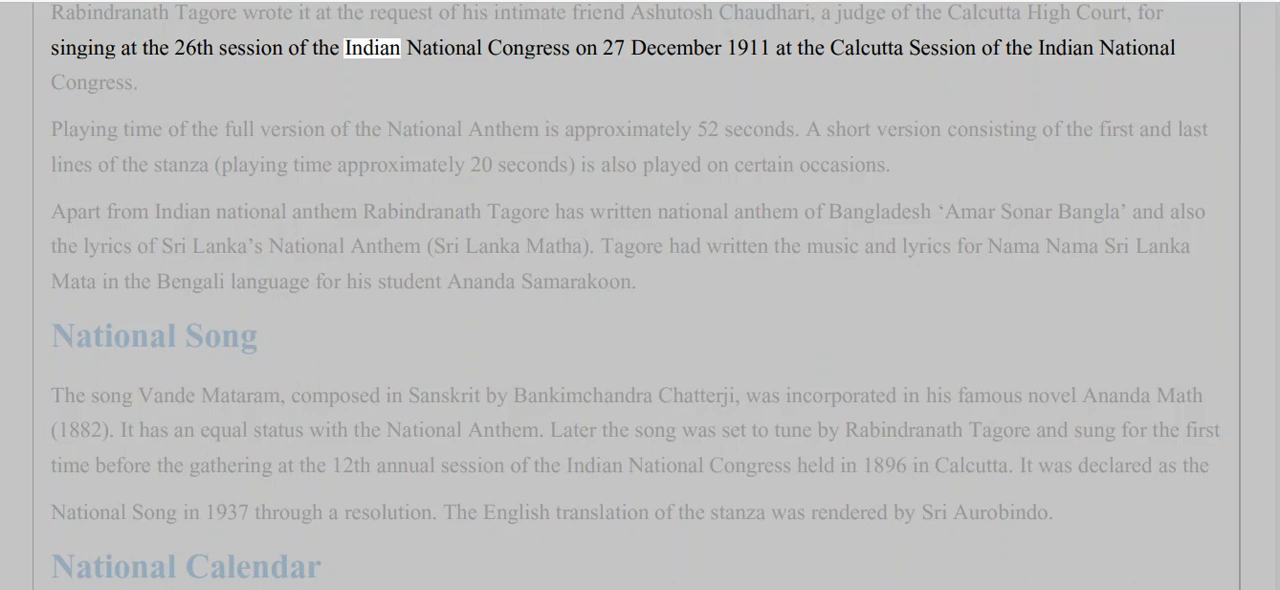 Rabindranath Tagore wrote it at the request of his intimate friend Ashutosh Chaudhari, a judge of the Calcutta High Court, for
singing at the 26th session of the Indian National Congress on 27 December 1911 at the Calcutta Session of the Indian National
Congress.
Playing time of the full version of the National Anthem is approximately 52 seconds. A short version consisting of the first and last
lines of the stanza (playing time approximately 20 seconds) is also played on certain occasions.
Apart from Indian national anthem Rabindranath Tagore has written national anthem of Bangladesh ‘Amar Sonar Bangla’ and also
the lyrics of Sri Lanka’s National Anthem (Sri Lanka Matha). Tagore had written the music and lyrics for Nama Nama Sri Lanka
Mata in the Bengali language for his student Ananda Samarakoon.
National Song
The song Vande Mataram, composed in Sanskrit by Bankimchandra Chatterji, was incorporated in his famous novel Ananda Math
(1882). It has an equal status with the National Anthem. Later the song was set to tune by Rabindranath Tagore and sung for the first
time before the gathering at the 12th annual session of the Indian National Congress held in 1896 in Calcutta. It was declared as the
National Song in 1937 through a resolution. The English translation of the stanza was rendered by Sri Aurobindo.
National Calendar